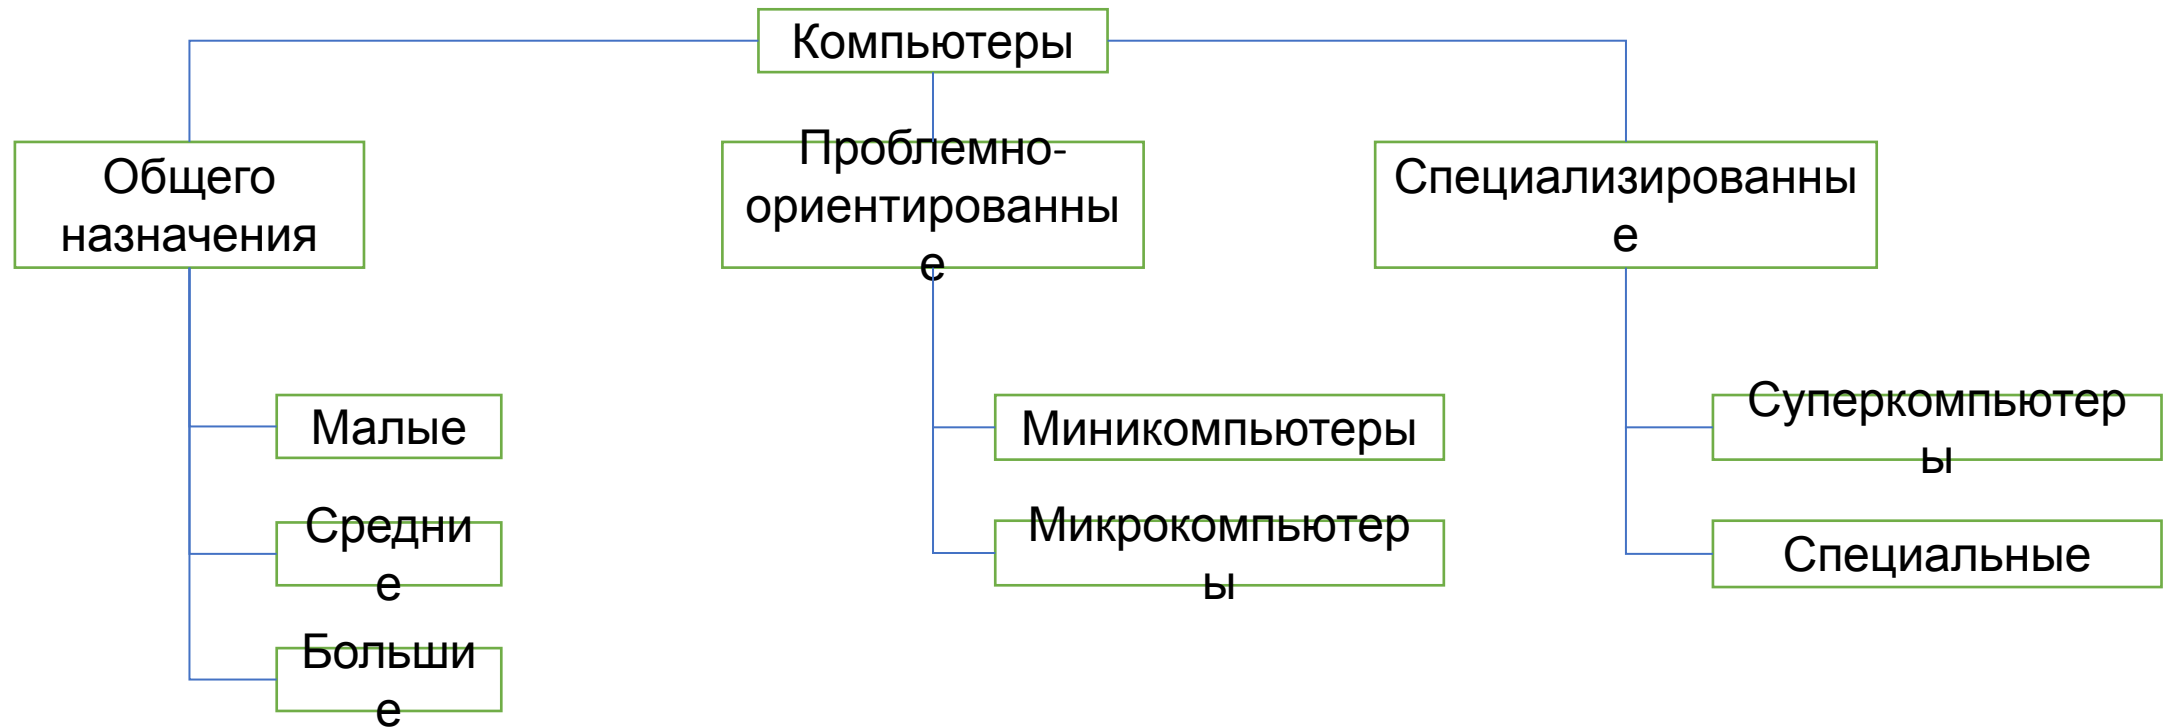 Компьютеры
Общего
назначения
Проблемно-
ориентированны
е
Специализированны
е
Малые
Средни
е
Больши
е
Миникомпьютеры
Микрокомпьютер
ы
Суперкомпьютер
ы
Специальные